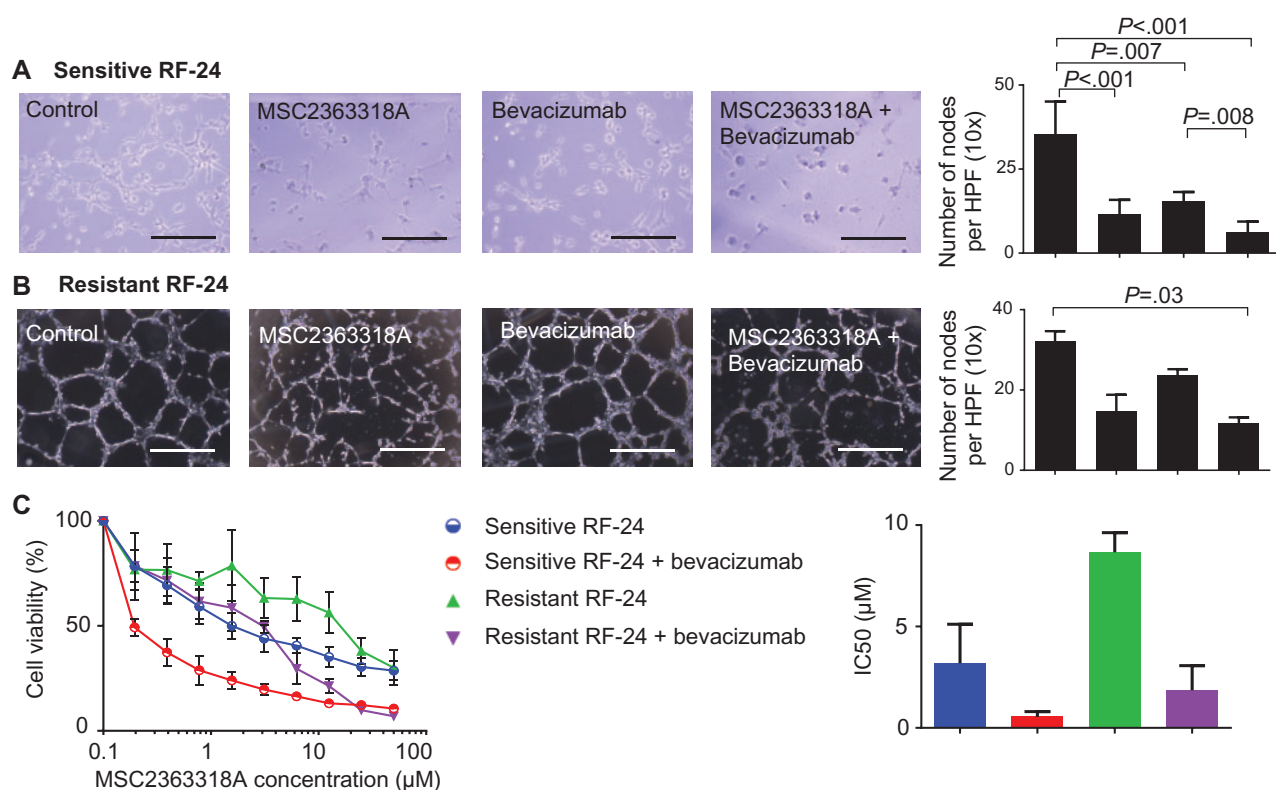 A Sensitive RF-24
Control
MSC2363318A
Bevacizumab
MSC2363318A +
Bevacizumab
P<.001
P=.007
P<.001
P=.008
Number of nodes
per HPF (10x)
50
25
0
B Resistant RF-24
Control
MSC2363318A
Bevacizumab
MSC2363318A +
Bevacizumab
P=.03
Number of nodes
per HPF (10x)
40
20
0
C
Cell viability (%)
100
50
0
0.1 1 10 100
MSC2363318A concentration (µM)
Sensitive RF-24
Sensitive RF-24 + bevacizumab
Resistant RF-24
Resistant RF-24 + bevacizumab
IC50 (µM)
10
5
0